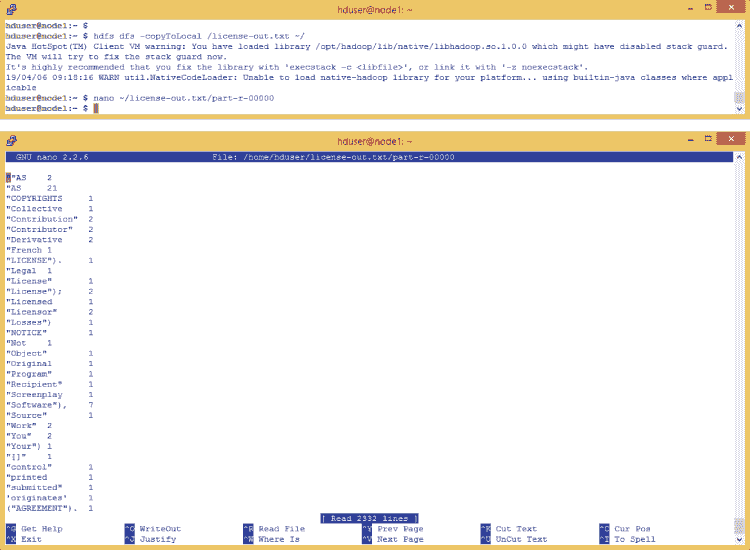 hduser@node1: ~
hduser@node1:~ $
hduser@node1:~ $ hdfs dfs -copyToLocal /license-out.txt ~/
Java HotSpot(TM) Client VM warning: You have loaded library /opt/hadoop/lib/native/libhadoop.so.1.0.0 which might have disabled stack guard.
The VM will try to fix the stack guard now.
It's highly recommended that you fix the library with 'execstack -c <libfile>', or link it with '-z noexecstack'.
19/04/06 09:18:16 WARN util.NativeCodeLoader: Unable to load native-hadoop library for your platform... using builtin-java classes where appl
icable
hduser@node1:~ $ nano ~/license-out.txt/part-r-00000
hduser@node1:~ $
hduser@node1: ~
GNU nano 2.2.6 File: /home/hduser/license-out.txt/part-r-00000
""AS 2
"AS 21
"COPYRIGHTS 1
"Collective 1
"Contribution" 2
"Contributor" 2
"Derivative 2
"French 1
"LICENSE"). 1
"Legal 1
"License" 1
"License"); 2
"Licensed 1
"Licensor" 2
"Losses") 1
"NOTICE" 1
"Not 1
"Object" 1
"Original 1
"Program" 1
"Recipient" 1
"Screenplay 1
"Software"), 7
"Source" 1
"Work" 2
"You" 2
"Your") 1
"[]" 1
"control" 1
"printed 1
"submitted" 1
'originates' 1
("AGREEMENT"). 1
[ Read 2332 lines ]
^G Get Help ^O WriteOut ^R Read File ^Y Prev Page ^K Cut Text ^C Cur Pos
^X Exit ^J Justify ^W Where Is ^V Next Page ^U UnCut Text ^T To Spell